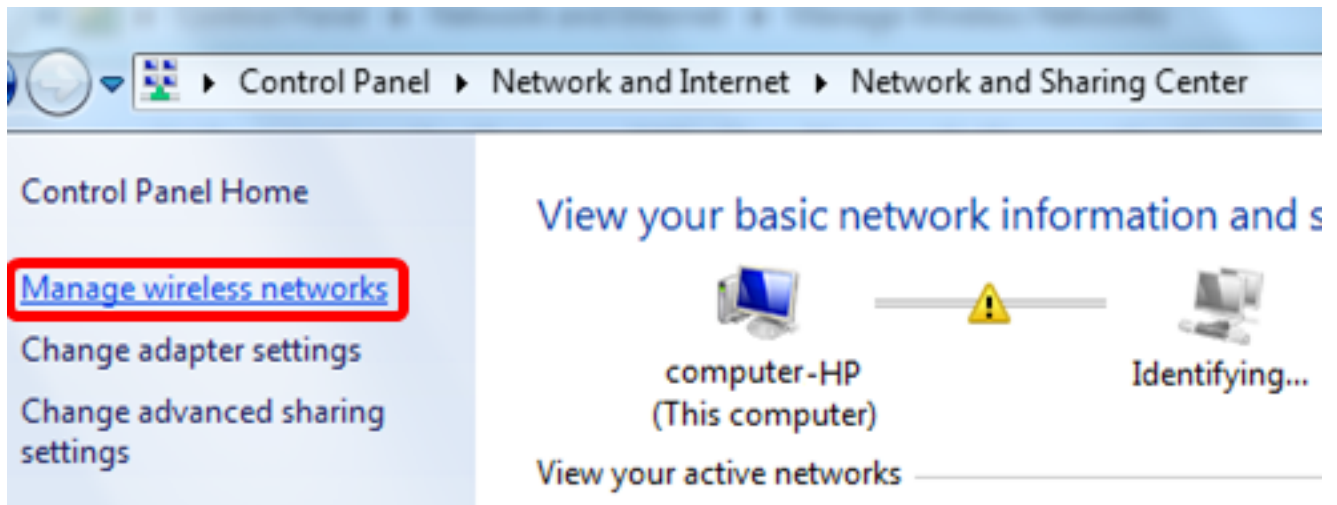 Control Panel ▸ Network and Internet ▸ Network and Sharing Center
Control Panel Home
Manage wireless networks
Change adapter settings
Change advanced sharing
settings
View your basic network information and s
computer-HP
(This computer)
Identifying...
View your active networks